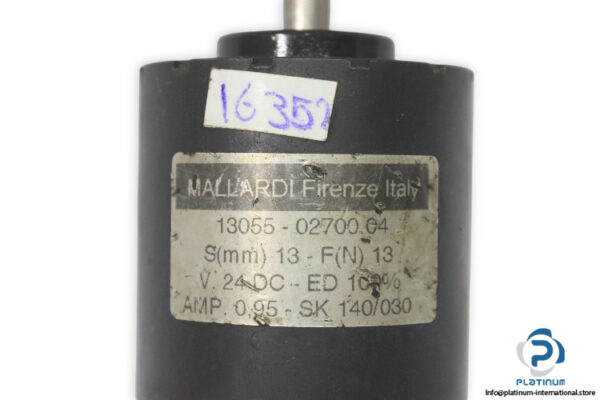 16357
MALLARDI Firenze Italy
13055 - 02700.04
S(mm) 13 - F(N) 13
V. 24 DC - ED 100%
AMP. 0,95 - SK 140/030
PLATINUM
Info@platinum-international.store